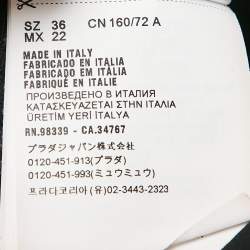 SZ 36 CN 160/72 A
MX 22
MADE IN ITALY
FABRICADO EN ITALIA
FABRICADO EM ITÁLIA
FABRIQUÉ EN ITALIE
ПРОИЗВЕДЕНО В ИТАЛИЯ
ΚΑΤΑΣΚΕΥΑΖΕΤΑΙ ΣΤΗΝ ΙΤΑΛΙΑ
ÜRETİM YERİ İTALYA
RN.98339 - CA.34767
プラダジャパン株式会社
0120-451-913(プラダ)
0120-451-993(ミュウミュウ)
프라다코리아(유) 02-3443-2323